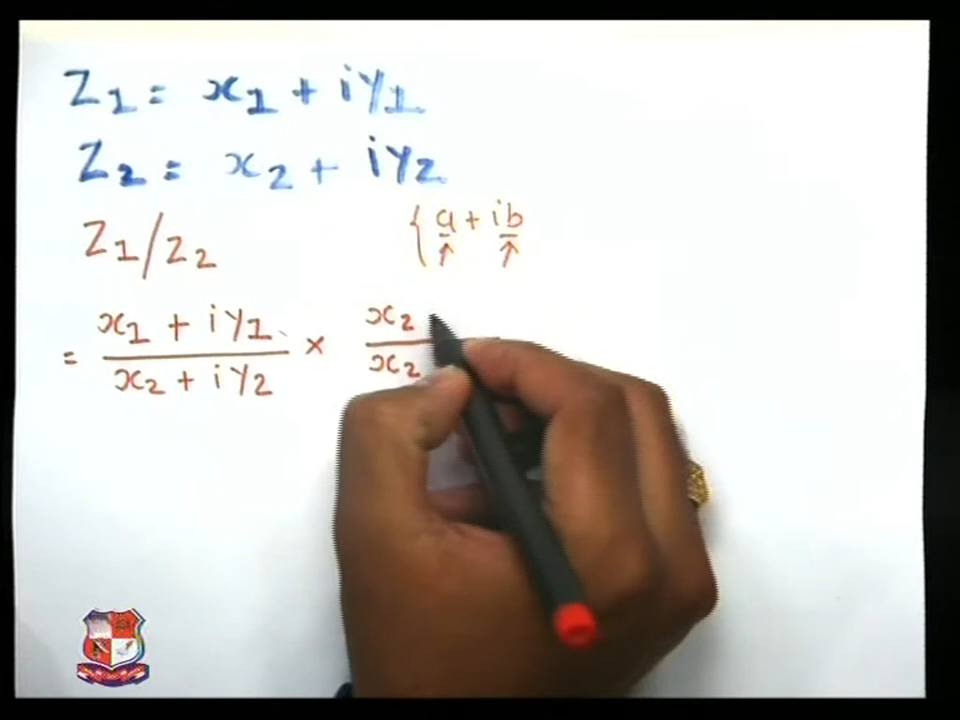 Z1 = x1 + iy1
Z2 = x2 + iy2
Z1/Z2 { a + ib
= x1 + iy1 / x2 + iy2 × x2 / x2